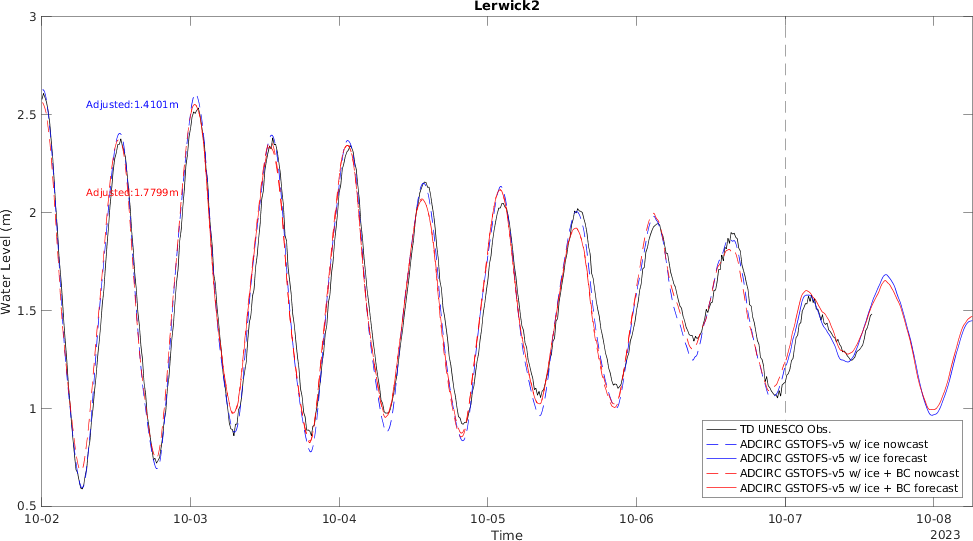 Lerwick2
3
2.5
2
1.5
1
0.5
Water Level (m)
Adjusted:1.4101m
Adjusted:1.7799m
TD UNESCO Obs.
ADCIRC GSTOFS-v5 w/ ice nowcast
ADCIRC GSTOFS-v5 w/ ice forecast
ADCIRC GSTOFS-v5 w/ ice + BC nowcast
ADCIRC GSTOFS-v5 w/ ice + BC forecast
10-02 10-03 10-04 10-05 10-06 10-07 10-08
Time
2023